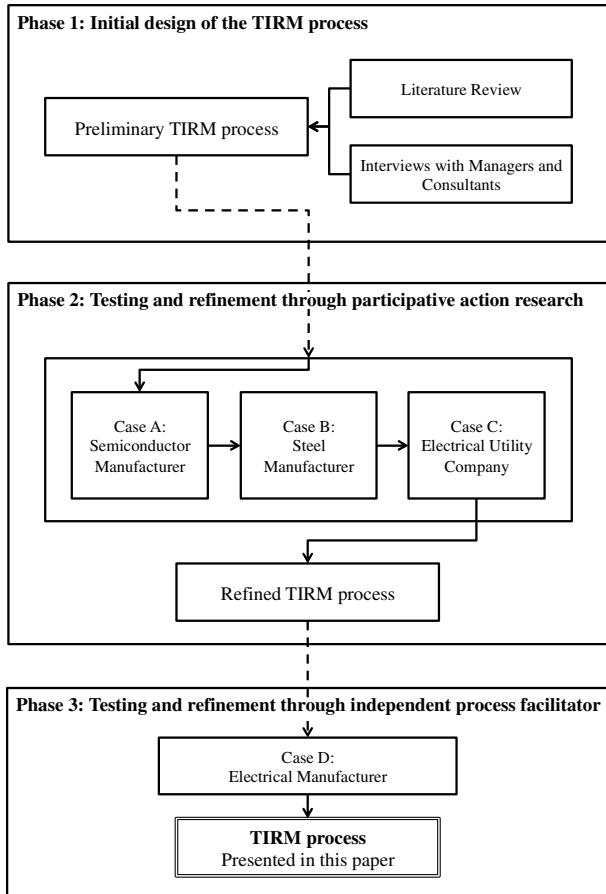 Phase 1: Initial design of the TIRM process
Literature Review
Preliminary TIRM process
Interviews with Managers and
Consultants
Phase 2: Testing and refinement through participative action research
Case A:
Semiconductor
Manufacturer
Case B:
Steel
Manufacturer
Case C:
Electrical Utility
Company
Refined TIRM process
Phase 3: Testing and refinement through independent process facilitator
Case D:
Electrical Manufacturer
TIRM process
Presented in this paper